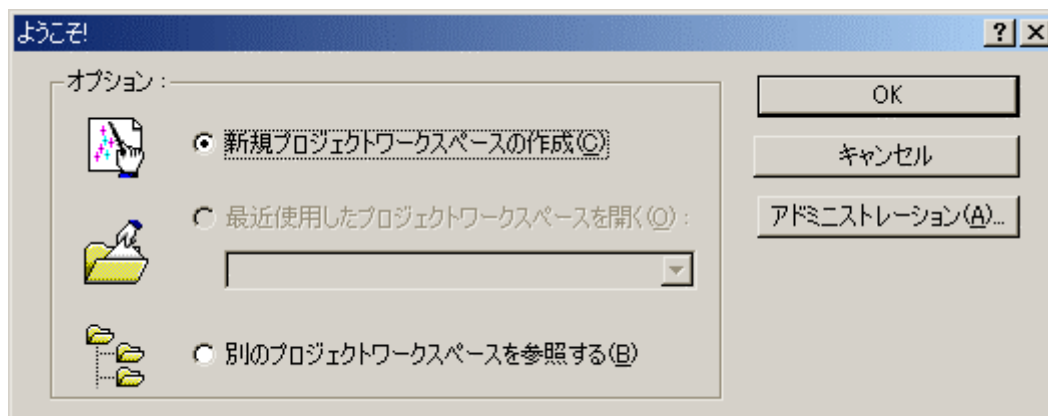 ようこそ!
オプション :
新規プロジェクトワークスペースの作成(C)
最近使用したプロジェクトワークスペースを開く(O) :
別のプロジェクトワークスペースを参照する(B)
OK
キャンセル
アドミニストレーション(A)...